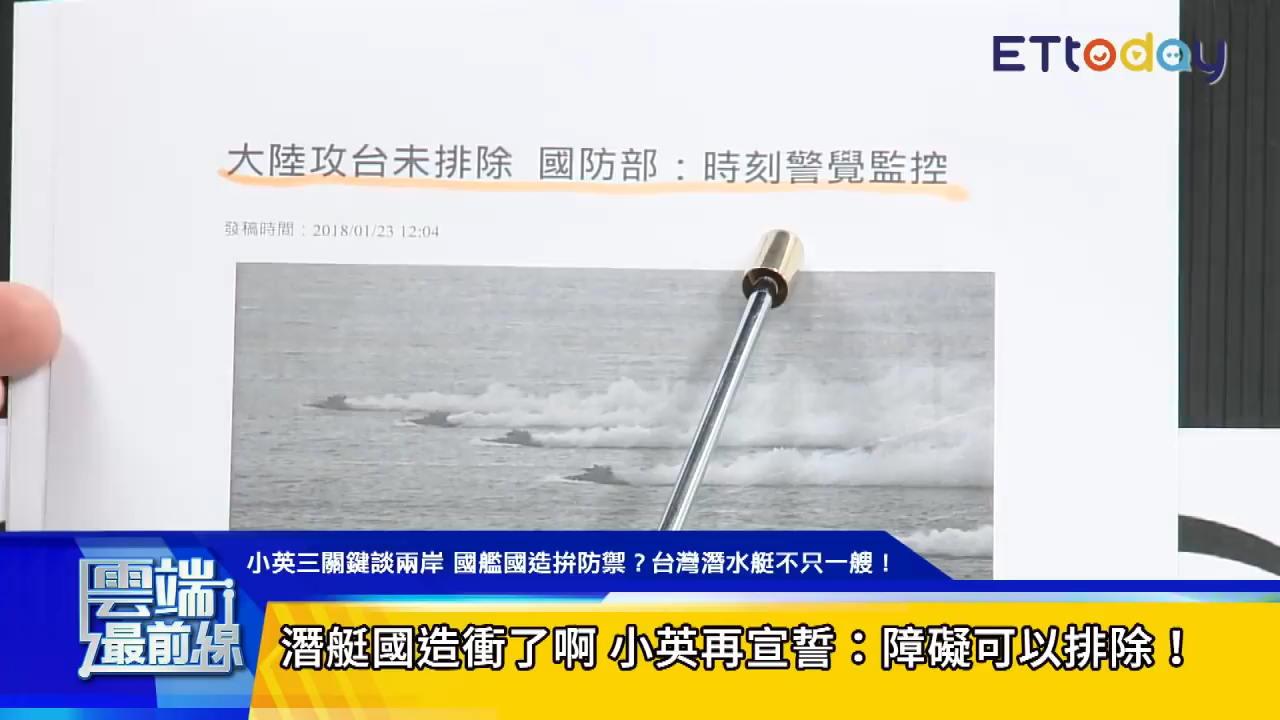 ETtoday
大陸攻台未排除 國防部：時刻警覺監控
發稿時間：2018/01/23 12:04
小英三關鍵談兩岸 國艦國造拚防禦？台灣潛水艇不只一艘！
雲端最前線
潛艇國造衝了啊 小英再宣誓：障礙可以排除！